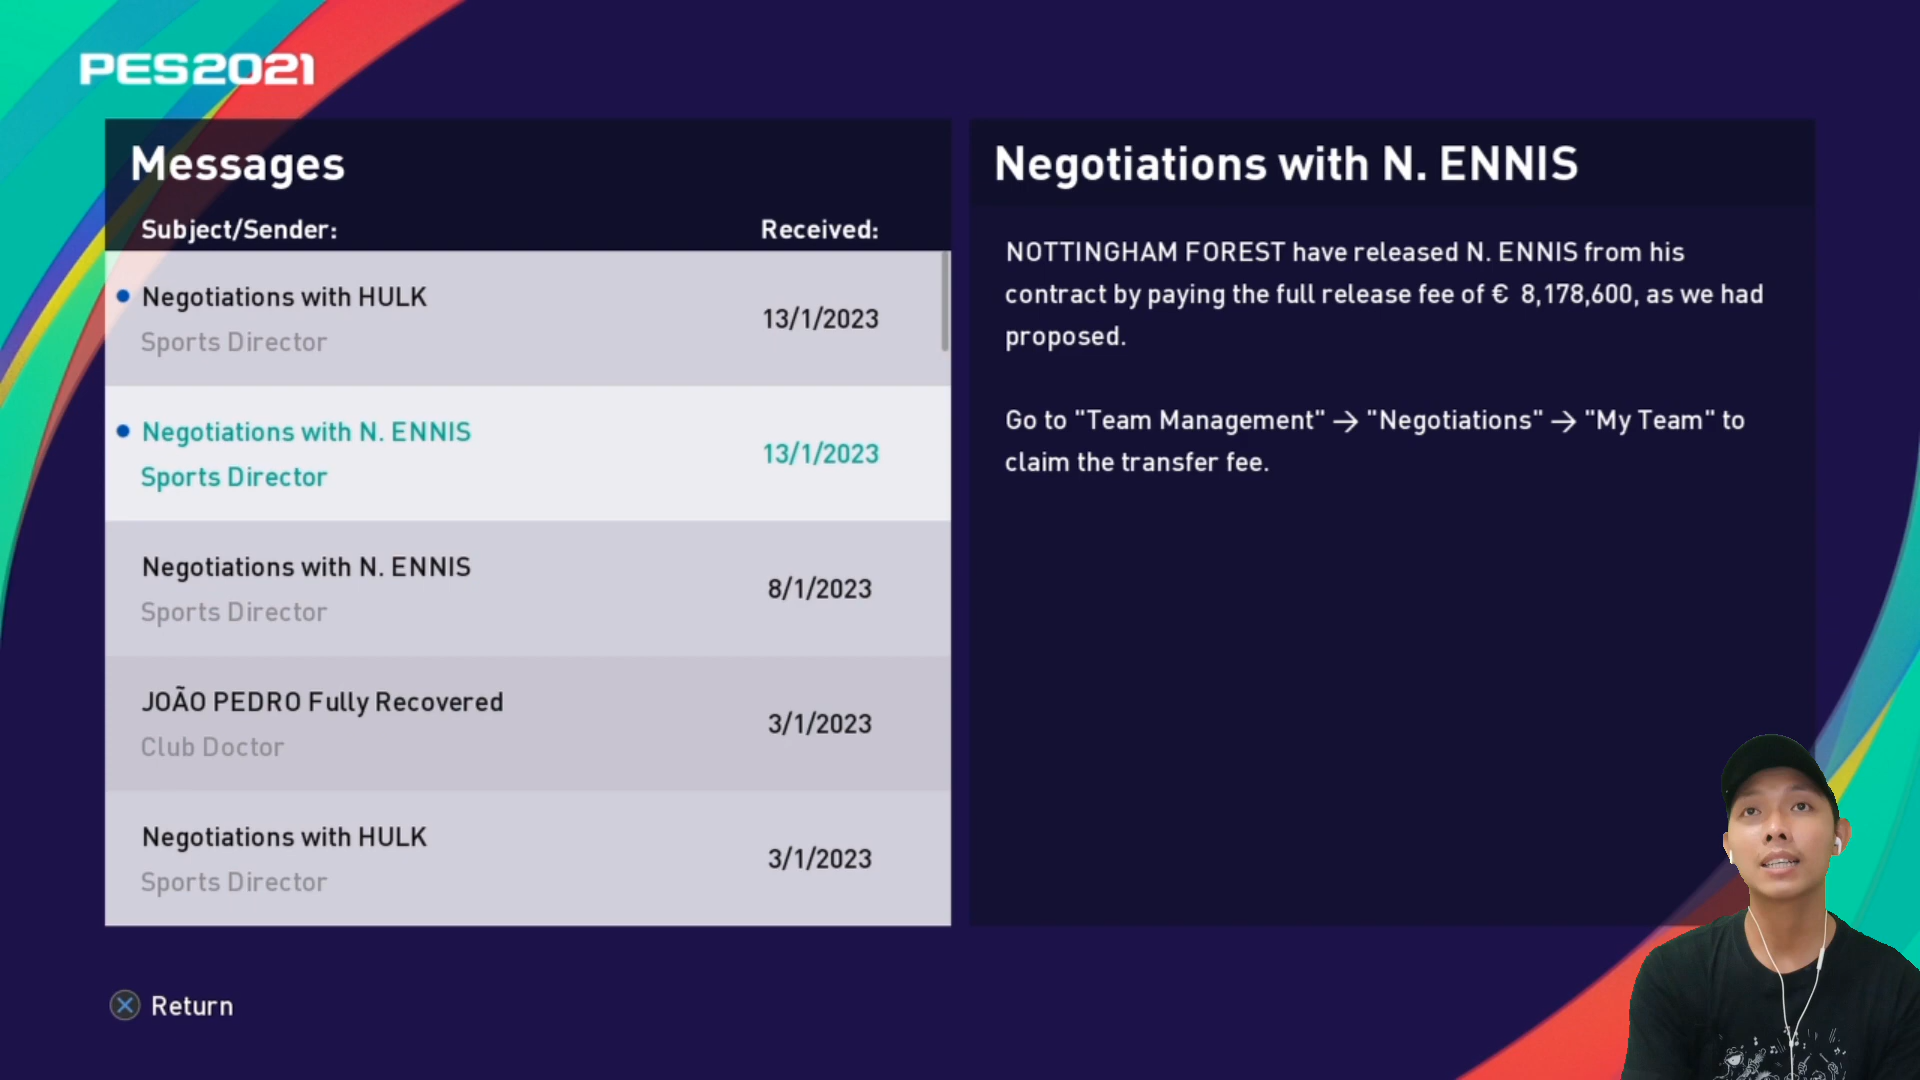 PES2021
Messages
Subject/Sender:
Received:
Negotiations with HULK
Sports Director
13/1/2023
Negotiations with N. ENNIS
Sports Director
13/1/2023
Negotiations with N. ENNIS
Sports Director
8/1/2023
JOÃO PEDRO Fully Recovered
Club Doctor
3/1/2023
Negotiations with HULK
Sports Director
3/1/2023
Negotiations with N. ENNIS
NOTTINGHAM FOREST have released N. ENNIS from his
contract by paying the full release fee of € 8,178,600, as we had
proposed.
Go to "Team Management" → "Negotiations" → "My Team" to
claim the transfer fee.
Return